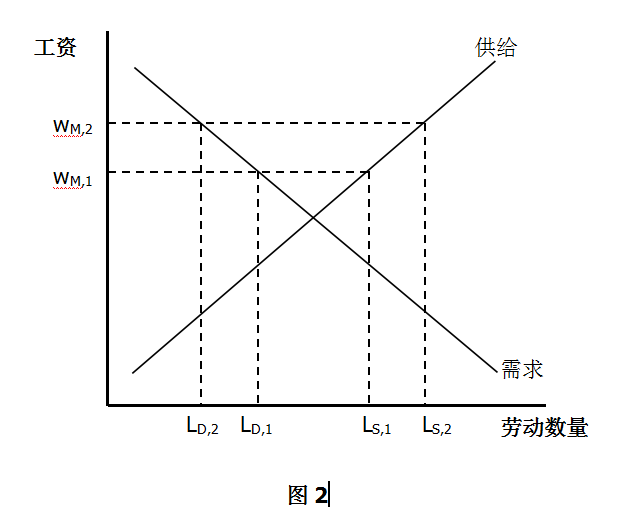 工资
供给
wM,2
wM,1
需求
LD,2
LD,1
LS,1
LS,2
劳动数量
图 2